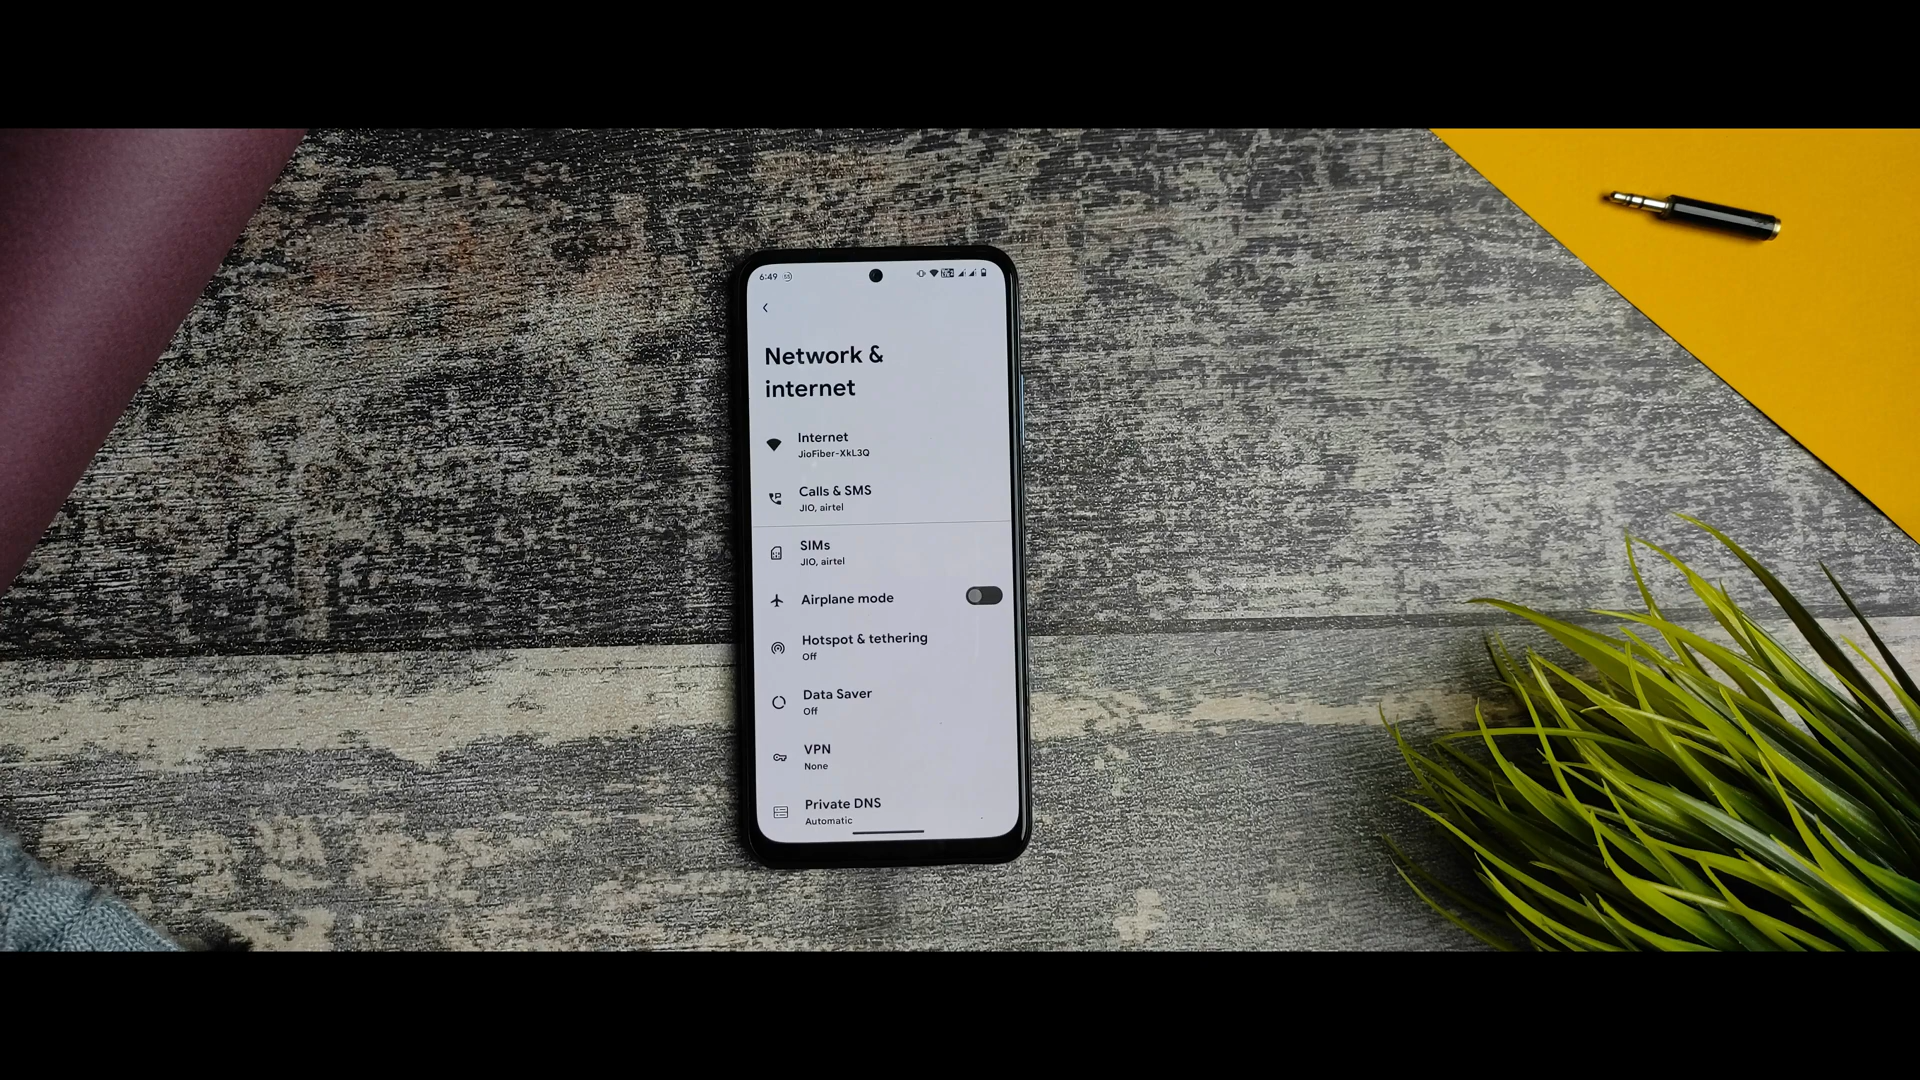 6:49
Network &
internet
Internet
JioFiber-XkL3Q
Calls & SMS
JIO, airtel
SIMs
JIO, airtel
Airplane mode
Hotspot & tethering
Off
Data Saver
Off
VPN
None
Private DNS
Automatic